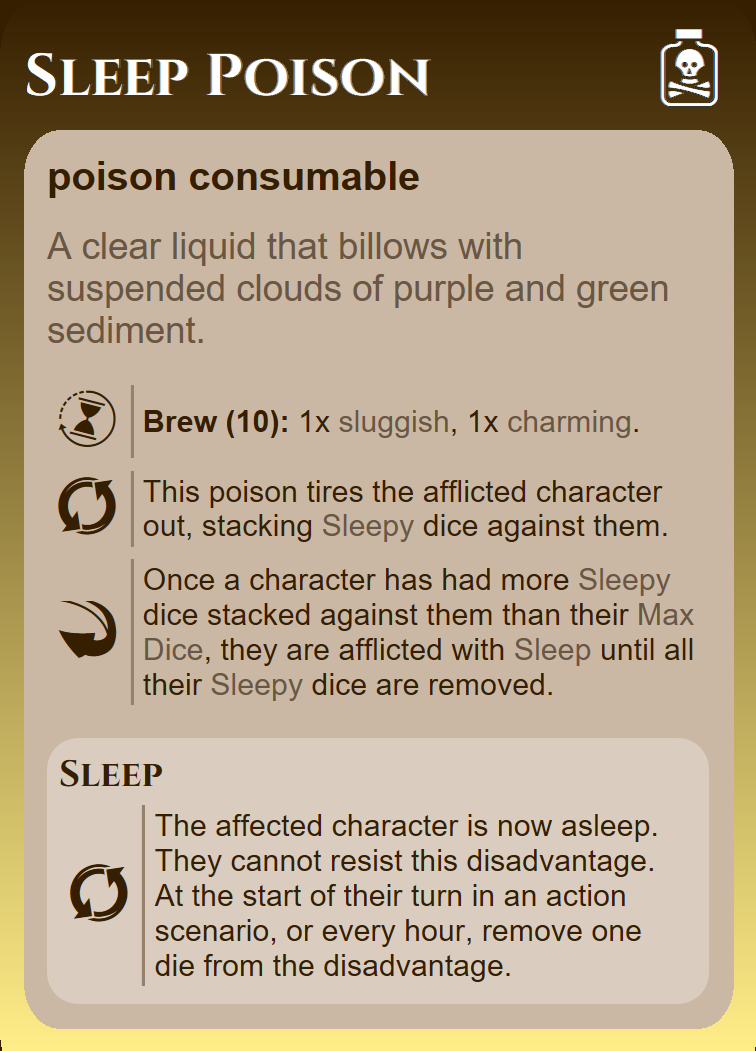 Sleep Poison
poison consumable
A clear liquid that billows with
suspended clouds of purple and green
sediment.
Brew (10): 1x sluggish, 1x charming.
This poison tires the afflicted character
out, stacking Sleepy dice against them.
Once a character has had more Sleepy
dice stacked against them than their Max
Dice, they are afflicted with Sleep until all
their Sleepy dice are removed.
Sleep
The affected character is now asleep.
They cannot resist this disadvantage.
At the start of their turn in an action
scenario, or every hour, remove one
die from the disadvantage.